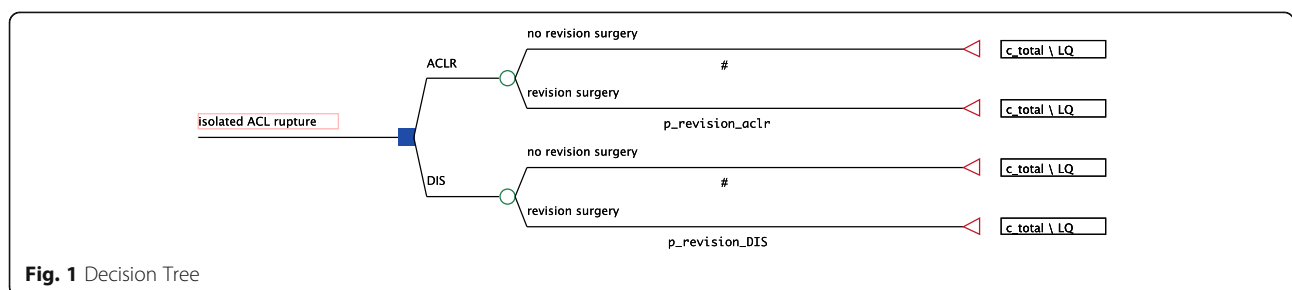 no revision surgery
c_total \ LQ
#
ACLR
revision surgery
c_total \ LQ
p_revision_aclr
isolated ACL rupture
no revision surgery
c_total \ LQ
#
DIS
revision surgery
c_total \ LQ
p_revision_DIS
Fig. 1 Decision Tree